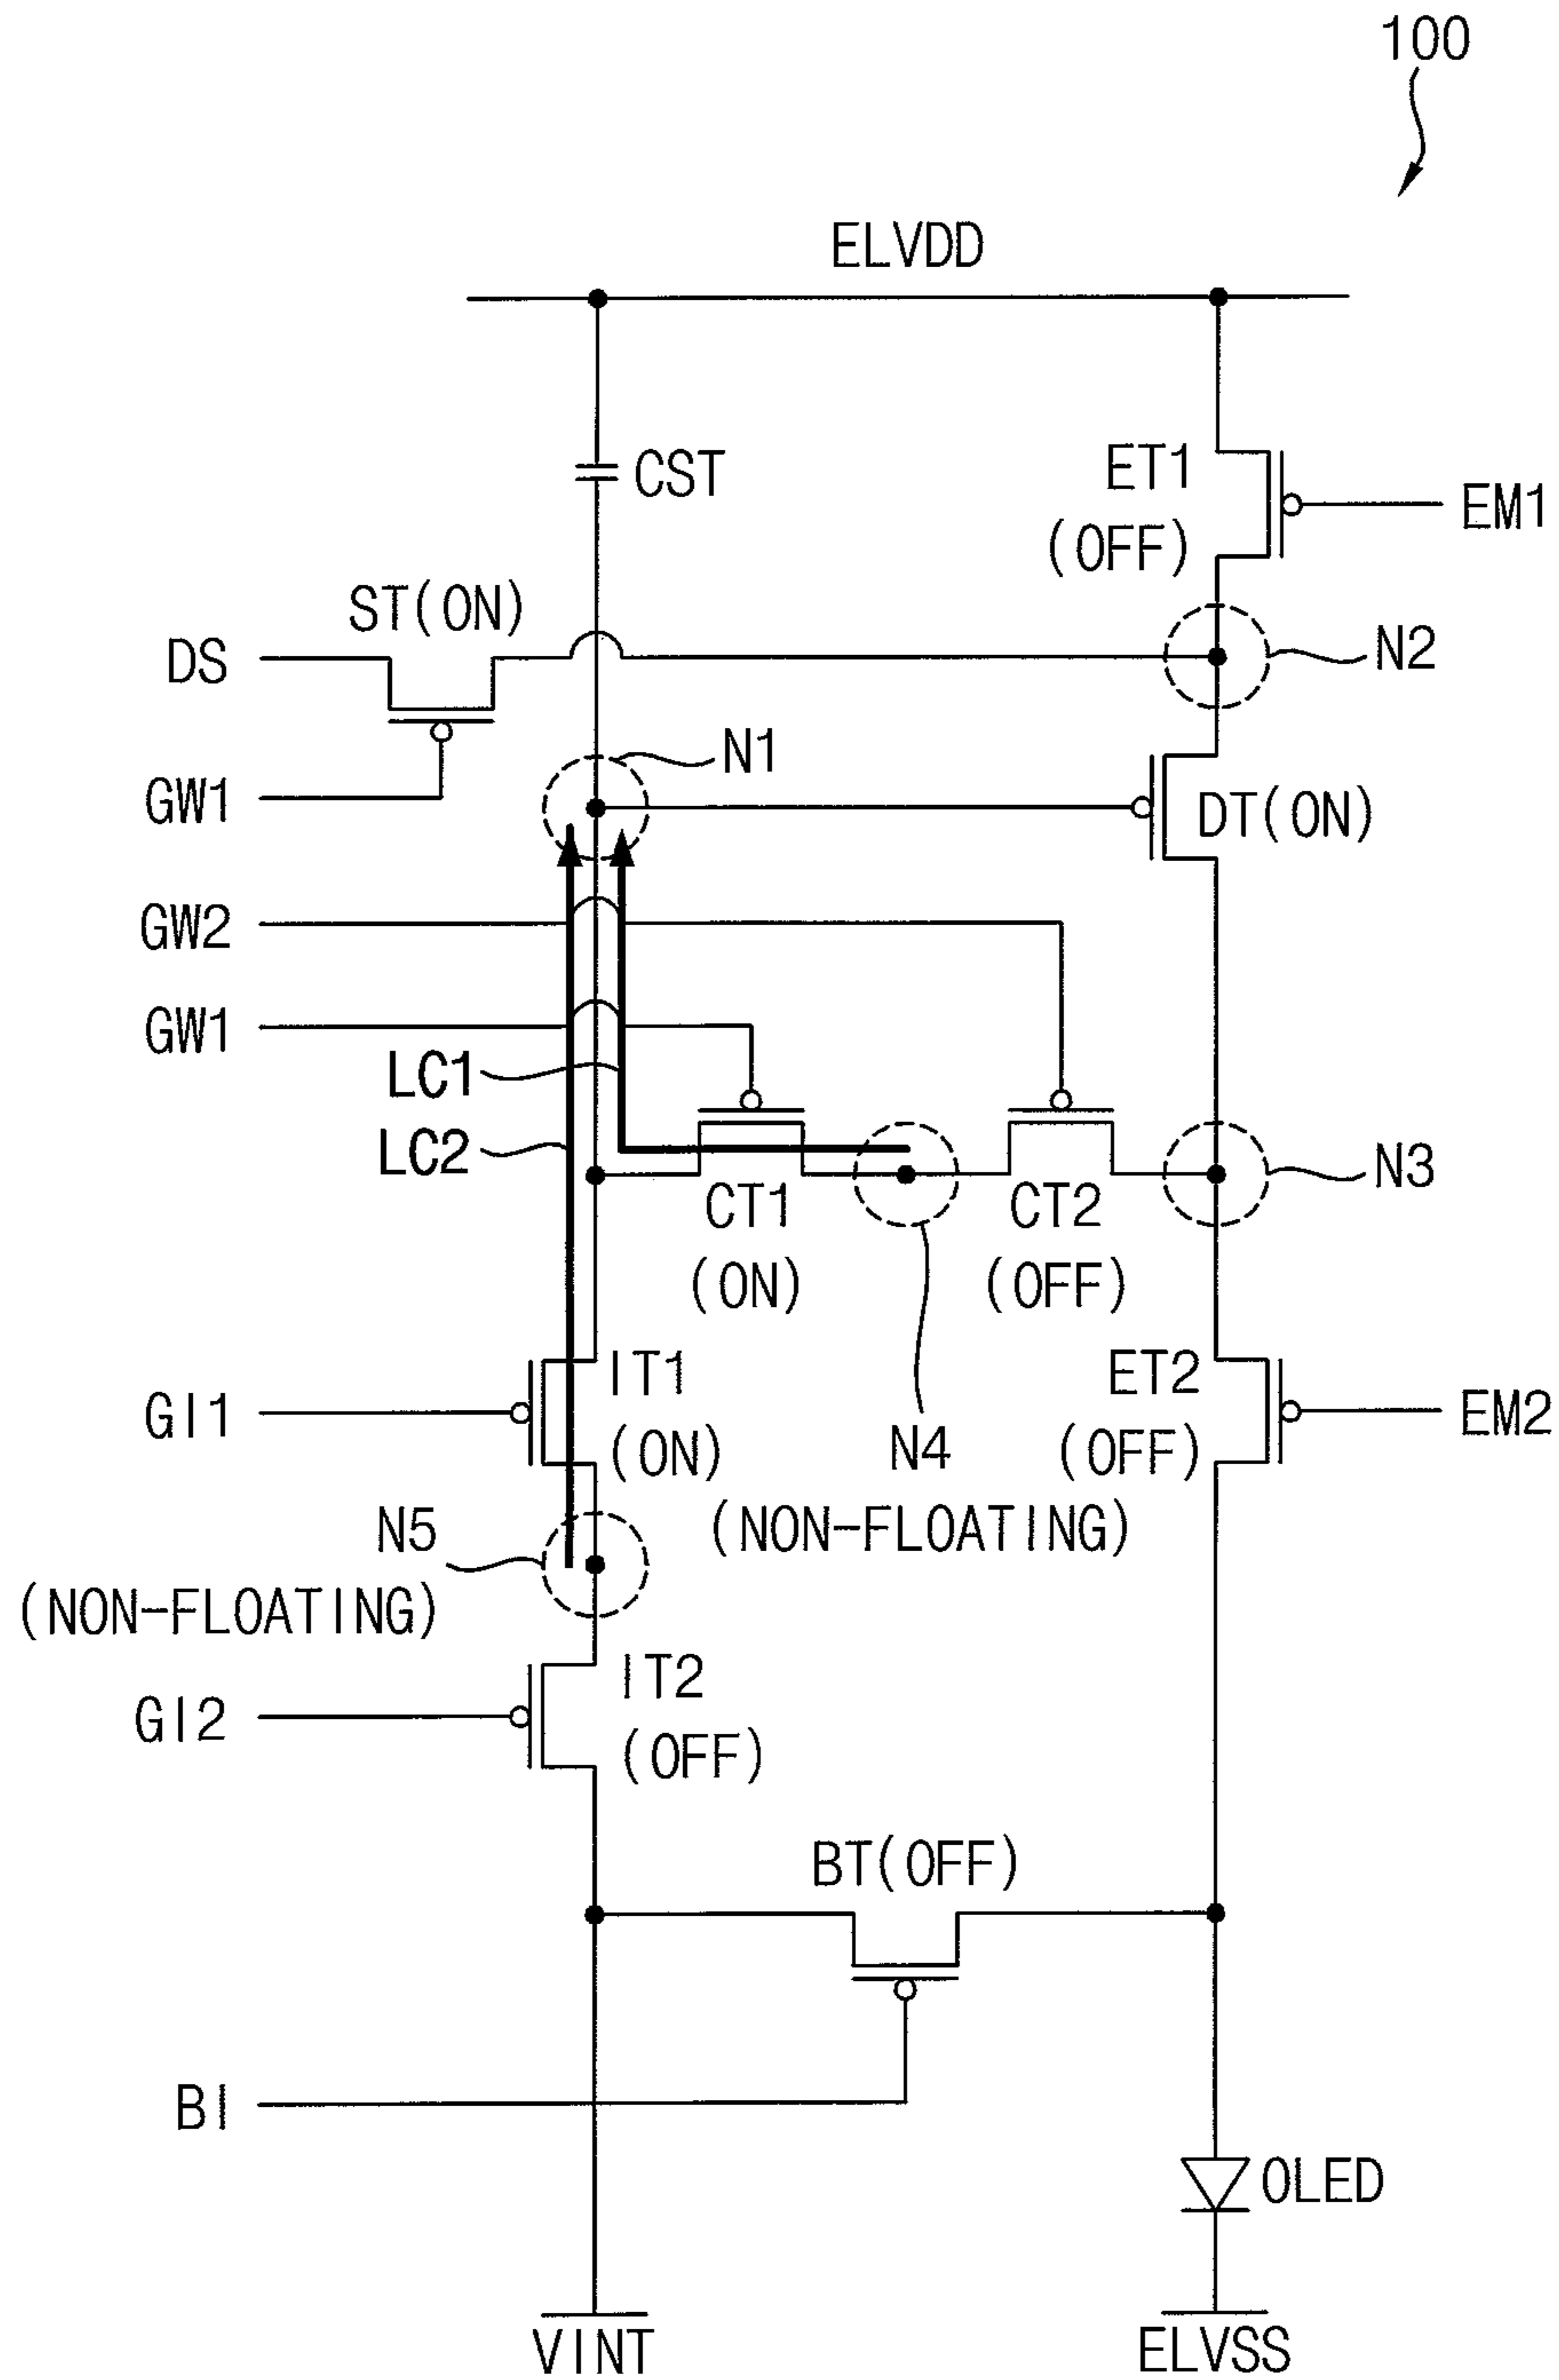 100
ELVDD
CST
ET1
(OFF)
EM1
ST(ON)
DS
N2
N1
GW1
DT(ON)
GW2
GW1
LC1
LC2
N3
CT1
(ON)
CT2
(OFF)
IT1
(ON)
ET2
(OFF)
GI1
EM2
N4
(NON-FLOATING)
N5
(NON-FLOATING)
IT2
(OFF)
GI2
BT(OFF)
BI
OLED
VINT
ELVSS